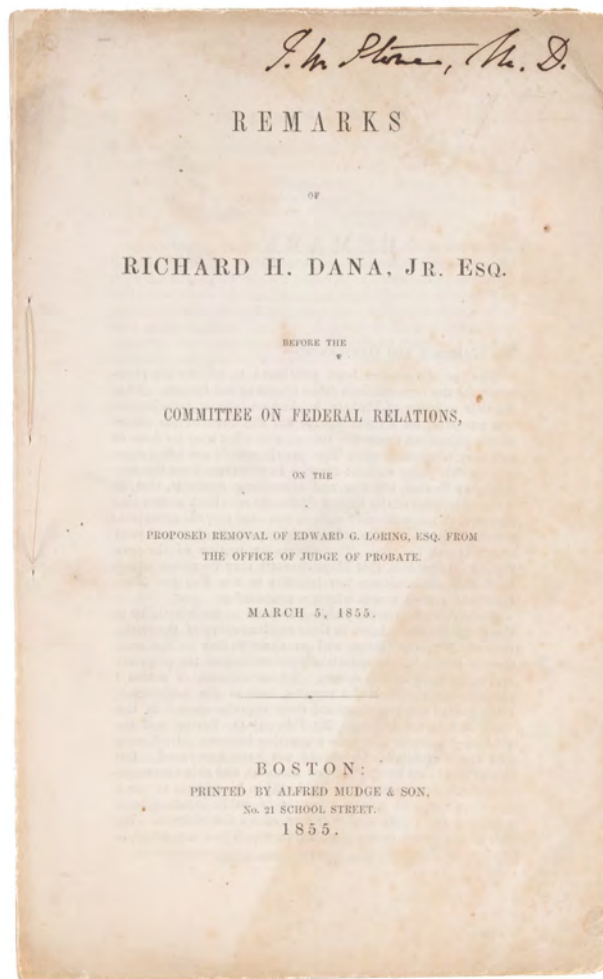 J. W. Stone, M. D.
REMARKS
OF
RICHARD H. DANA, JR. ESQ.
BEFORE THE
COMMITTEE ON FEDERAL RELATIONS,
ON THE
PROPOSED REMOVAL OF EDWARD G. LORING, ESQ. FROM
THE OFFICE OF JUDGE OF PROBATE.
MARCH 5, 1855.
BOSTON:
PRINTED BY ALFRED MUDGE & SON,
No. 21 SCHOOL STREET.
1855.